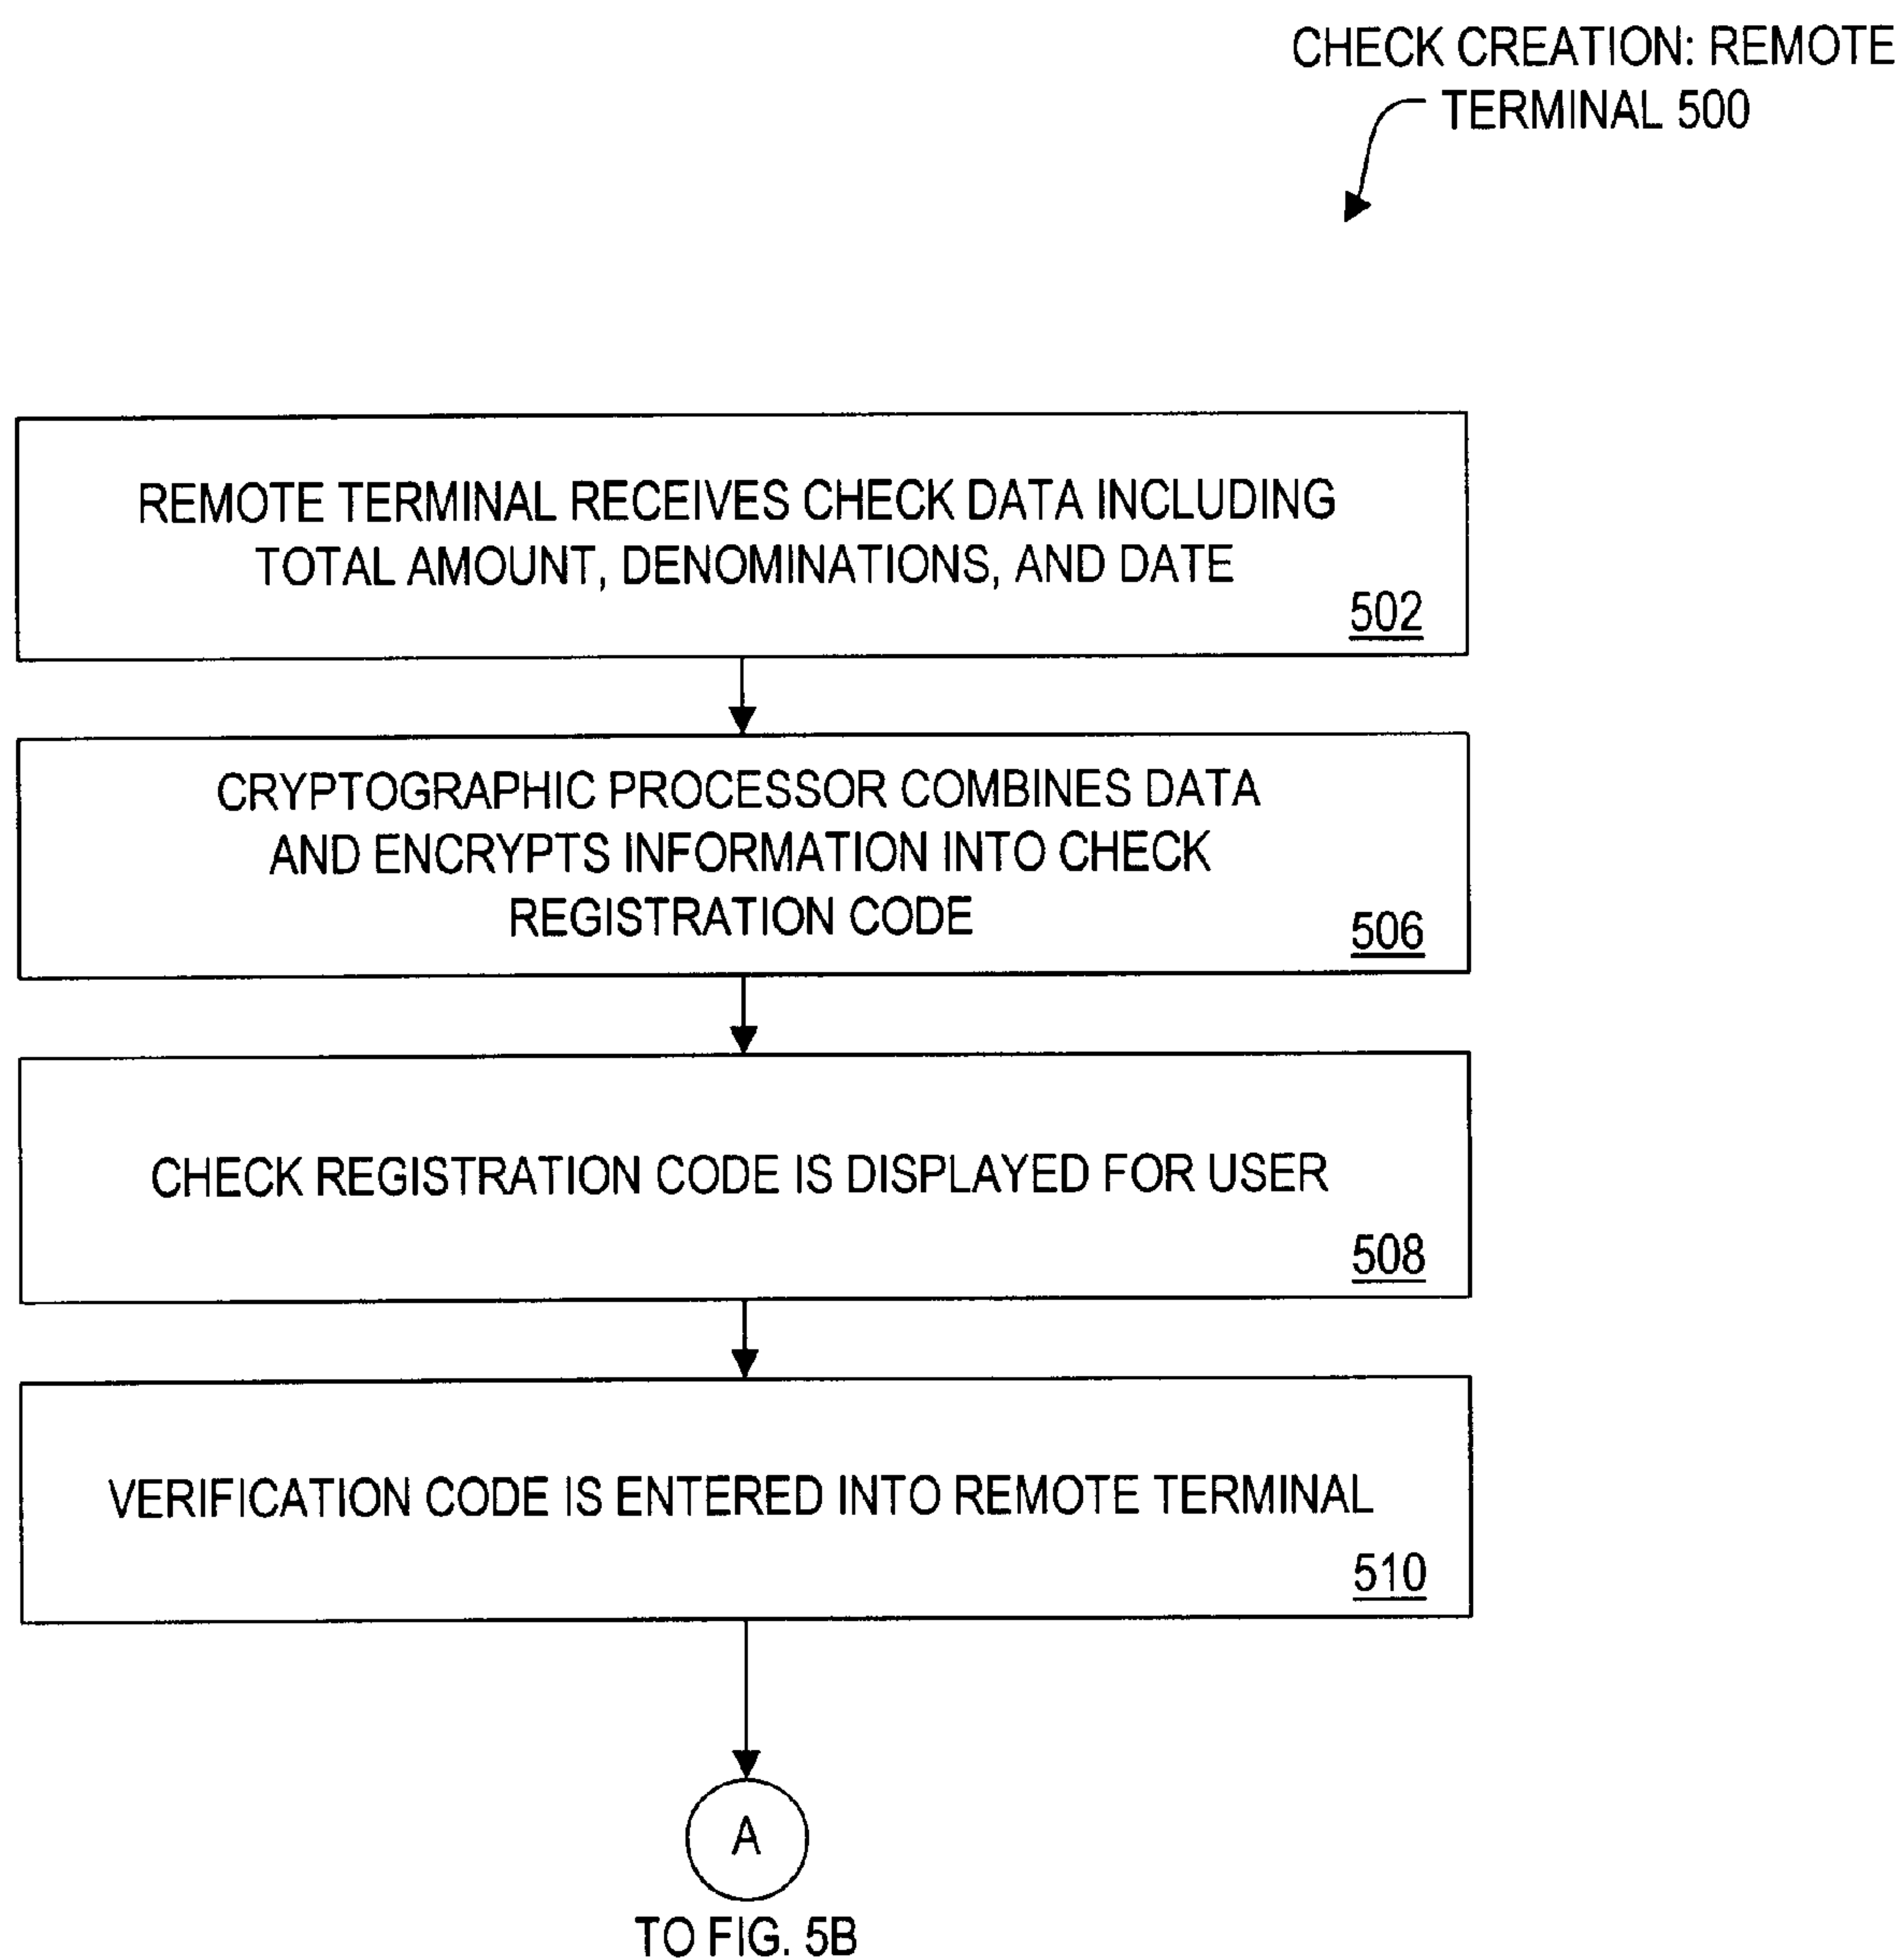 CHECK CREATION: REMOTE
TERMINAL 500
REMOTE TERMINAL RECEIVES CHECK DATA INCLUDING
TOTAL AMOUNT, DENOMINATIONS, AND DATE
502
CRYPTOGRAPHIC PROCESSOR COMBINES DATA
AND ENCRYPTS INFORMATION INTO CHECK
REGISTRATION CODE
506
CHECK REGISTRATION CODE IS DISPLAYED FOR USER
508
VERIFICATION CODE IS ENTERED INTO REMOTE TERMINAL
510
A
TO FIG. 5B